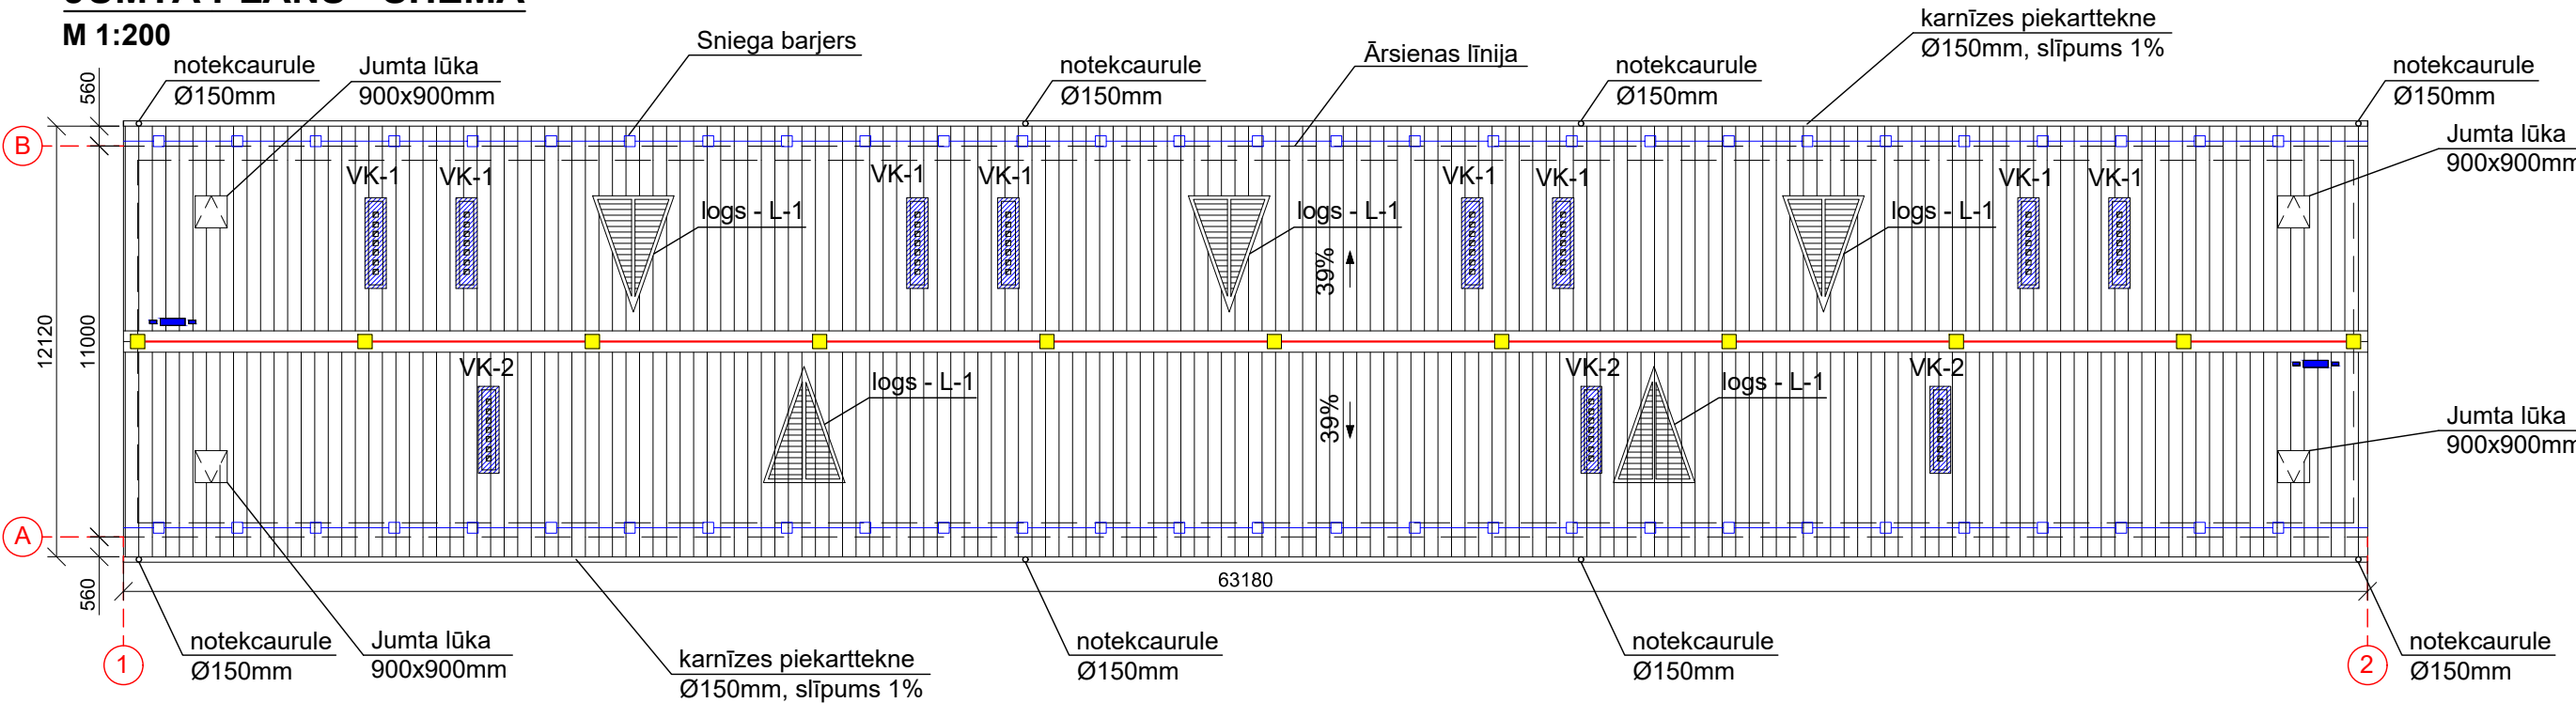 M 1:200
notekcaurule
Ø150mm
Jumta lūka
900x900mm
Sniega barjers
notekcaurule
Ø150mm
Ārsienas līnija
notekcaurule
Ø150mm
karnīzes piekarttekne
Ø150mm, slīpums 1%
notekcaurule
Ø150mm
Jumta lūka
900x900mm
560
B
VK-1
VK-1
VK-1
VK-1
VK-1
VK-1
VK-1
VK-1
logs - L-1
logs - L-1
logs - L-1
39%
12120
11000
VK-2
VK-2
VK-2
logs - L-1
logs - L-1
39%
Jumta lūka
900x900mm
A
560
63180
1
notekcaurule
Ø150mm
Jumta lūka
900x900mm
karnīzes piekarttekne
Ø150mm, slīpums 1%
notekcaurule
Ø150mm
notekcaurule
Ø150mm
2
notekcaurule
Ø150mm